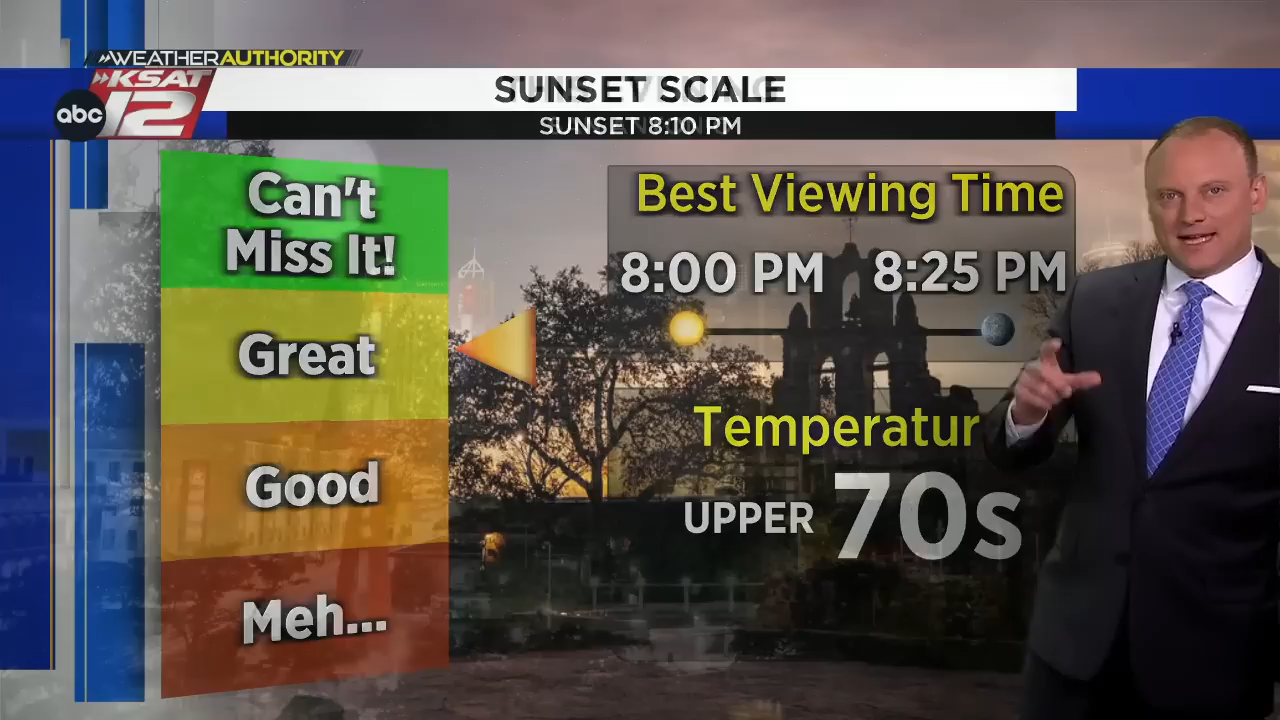 WEATHERAUTHORITY
KSAT
abc 12
SUNSET SCALE
SUNSET 8:10 PM
Can't
Miss It!
Great
Good
Meh...
Best Viewing Time
8:00 PM 8:25 PM
Temperatur
UPPER 70s